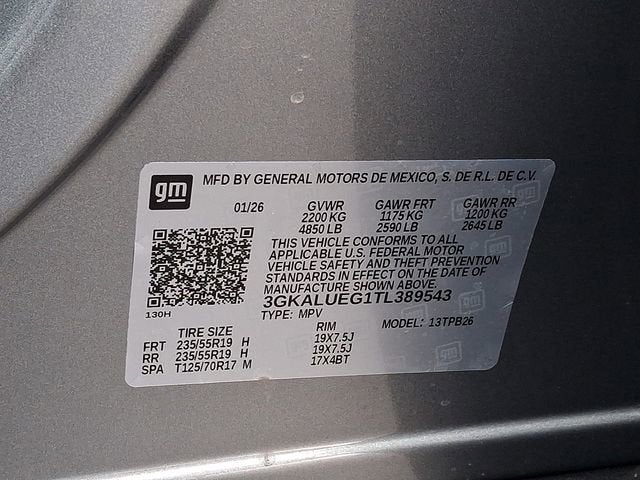 gm MFD BY GENERAL MOTORS DE MEXICO, S. DE R.L. DE C.V.
01/26 GVWR GAWR FRT GAWR RR
2200 KG 1175 KG 1200 KG
4850 LB 2590 LB 2645 LB
THIS VEHICLE CONFORMS TO ALL
APPLICABLE U.S. FEDERAL MOTOR
VEHICLE SAFETY AND THEFT PREVENTION
STANDARDS IN EFFECT ON THE DATE OF
MANUFACTURE SHOWN ABOVE.
3GKALUEG1TL389543
130H
TYPE: MPV MODEL: 13TPB26
TIRE SIZE RIM
FRT 235/55R19 H 19X7.5J
RR 235/55R19 H 19X7.5J
SPA T125/70R17 M 17X4BT